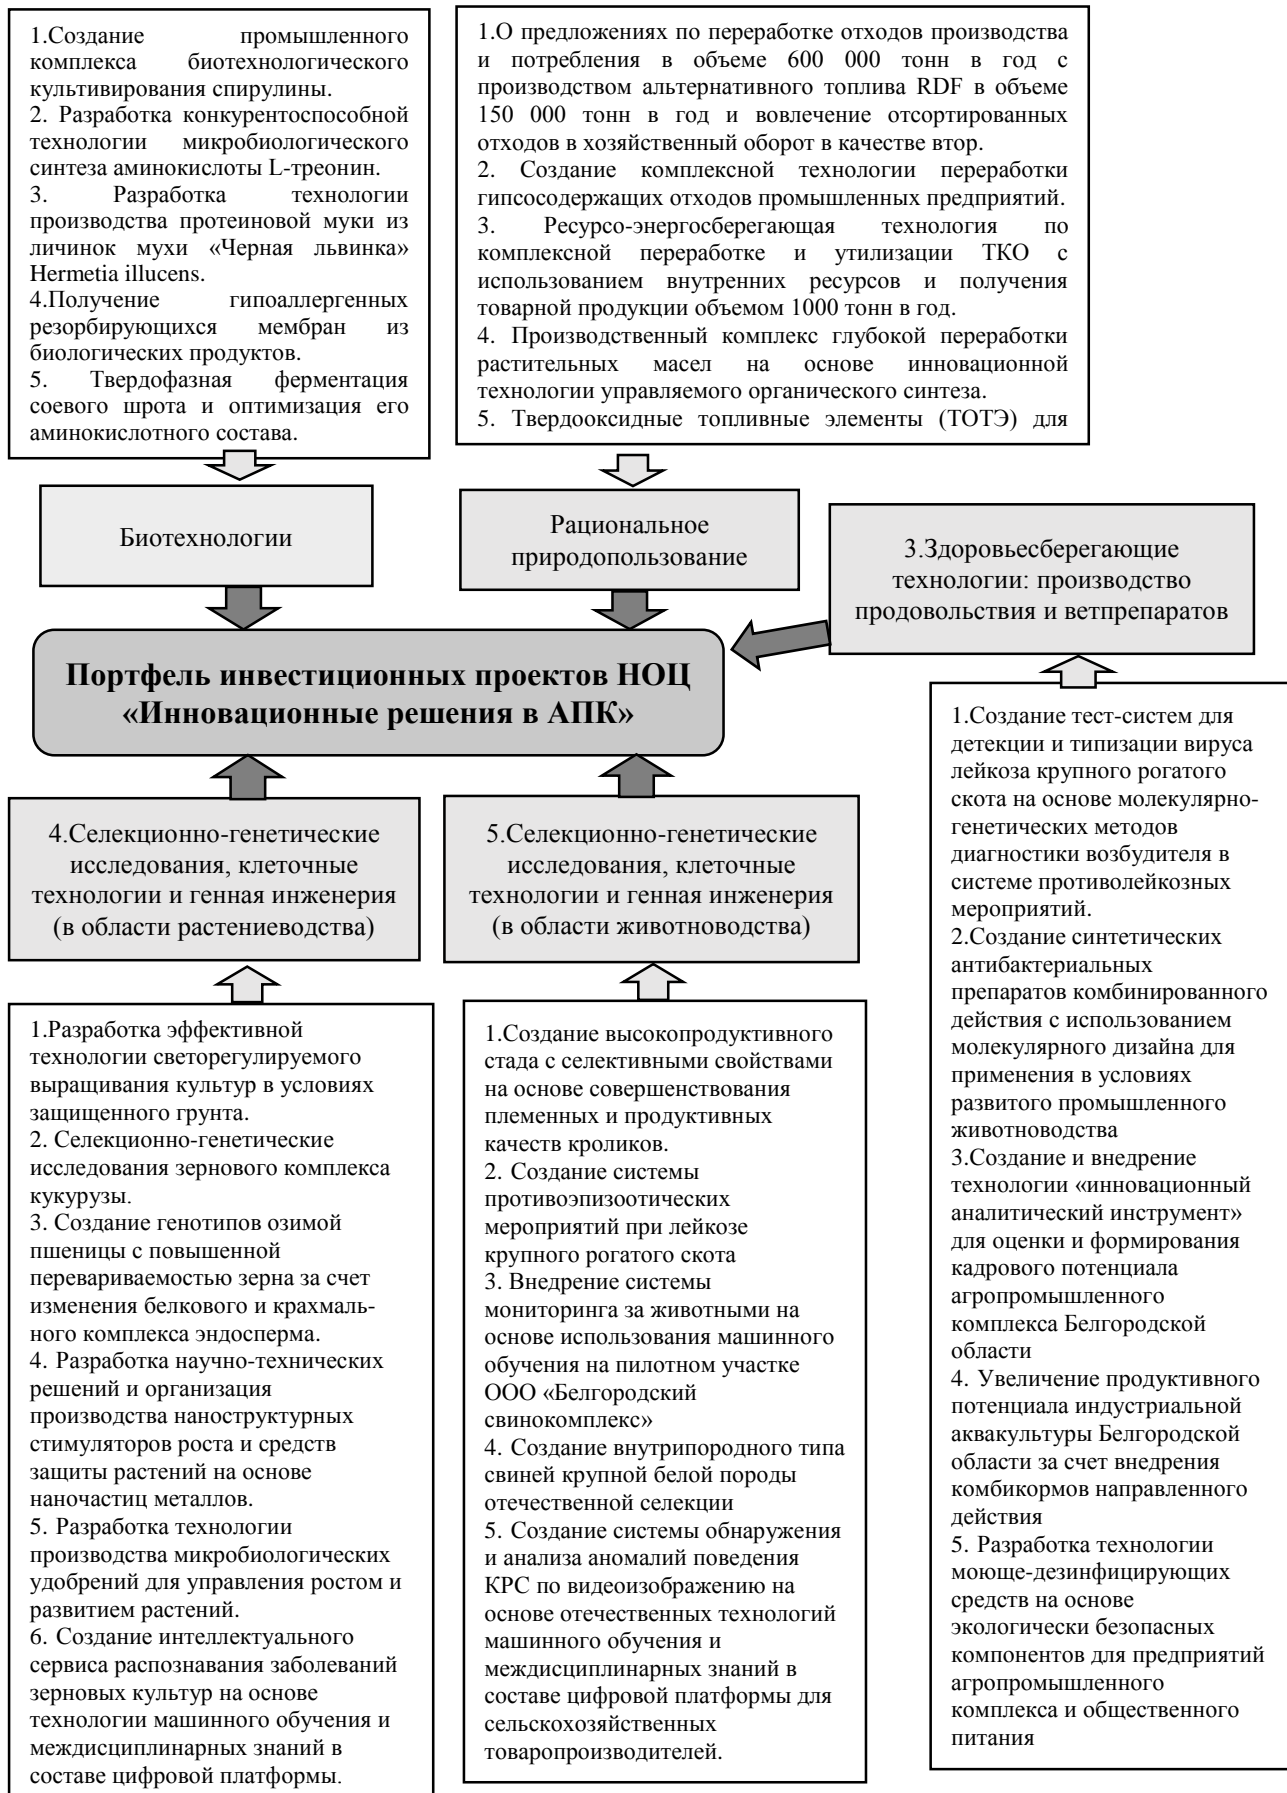 1.Создание промышленного
комплекса биотехнологического
культивирования спирулины.
2. Разработка конкурентоспособной
технологии микробиологического
синтеза аминокислоты L-треонин.
3. Разработка технологии
производства протеиновой муки из
личинок мухи «Черная львинка»
Hermetia illucens.
4.Получение гипоаллергенных
резорбирующихся мембран из
биологических продуктов.
5. Твердофазная ферментация
соевого шрота и оптимизация его
аминокислотного состава.
1.О предложениях по переработке отходов производства
и потребления в объеме 600 000 тонн в год с
производством альтернативного топлива RDF в объеме
150 000 тонн в год и вовлечение отсортированных
отходов в хозяйственный оборот в качестве втор.
2. Создание комплексной технологии переработки
гипсосодержащих отходов промышленных предприятий.
3. Ресурсо-энергосберегающая технология по
комплексной переработке и утилизации ТКО с
использованием внутренних ресурсов и получения
товарной продукции объемом 1000 тонн в год.
4. Производственный комплекс глубокой переработки
растительных масел на основе инновационной
технологии управляемого органического синтеза.
5. Твердооксидные топливные элементы (ТОТЭ) для
Биотехнологии
Рациональное
природопользование
3.Здоровьесберегающие
технологии: производство
продовольствия и ветпрепаратов
Портфель инвестиционных проектов НОЦ
«Инновационные решения в АПК»
4.Селекционно-генетические
исследования, клеточные
технологии и генная инженерия
(в области растениеводства)
5.Селекционно-генетические
исследования, клеточные
технологии и генная инженерия
(в области животноводства)
1.Разработка эффективной
технологии светорегулируемого
выращивания культур в условиях
защищенного грунта.
2. Селекционно-генетические
исследования зернового комплекса
кукурузы.
3. Создание генотипов озимой
пшеницы с повышенной
перевариваемостью зерна за счет
изменения белкового и крахмаль-
ного комплекса эндосперма.
4. Разработка научно-технических
решений и организация
производства наноструктурных
стимуляторов роста и средств
защиты растений на основе
наночастиц металлов.
5. Разработка технологии
производства микробиологических
удобрений для управления ростом и
развитием растений.
6. Создание интеллектуального
сервиса распознавания заболеваний
зерновых культур на основе
технологии машинного обучения и
междисциплинарных знаний в
составе цифровой платформы.
1.Создание высокопродуктивного
стада с селективными свойствами
на основе совершенствования
племенных и продуктивных
качеств кроликов.
2. Создание системы
противоэпизоотических
мероприятий при лейкозе
крупного рогатого скота
3. Внедрение системы
мониторинга за животными на
основе использования машинного
обучения на пилотном участке
ООО «Белгородский
свинокомплекс»
4. Создание внутрипородного типа
свиней крупной белой породы
отечественной селекции
5. Создание системы обнаружения
и анализа аномалий поведения
КРС по видеоизображению на
основе отечественных технологий
машинного обучения и
междисциплинарных знаний в
составе цифровой платформы для
сельскохозяйственных
товаропроизводителей.
1.Создание тест-систем для
детекции и типизации вируса
лейкоза крупного рогатого
скота на основе молекулярно-
генетических методов
диагностики возбудителя в
системе противолейкозных
мероприятий.
2.Создание синтетических
антибактериальных
препаратов комбинированного
действия с использованием
молекулярного дизайна для
применения в условиях
развитого промышленного
животноводства
3.Создание и внедрение
технологии «инновационный
аналитический инструмент»
для оценки и формирования
кадрового потенциала
агропромышленного
комплекса Белгородской
области
4. Увеличение продуктивного
потенциала индустриальной
аквакультуры Белгородской
области за счет внедрения
комбикормов направленного
действия
5. Разработка технологии
моюще-дезинфицирующих
средств на основе
экологически безопасных
компонентов для предприятий
агропромышленного
комплекса и общественного
питания